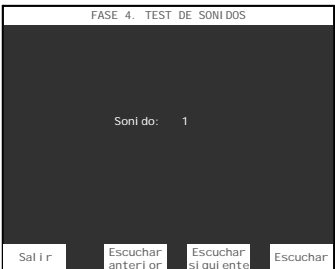 FASE 4. TEST DE SONIDOS
Sonido: 1
Salir
Escuchar
anterior
Escuchar
siguiente
Escuchar